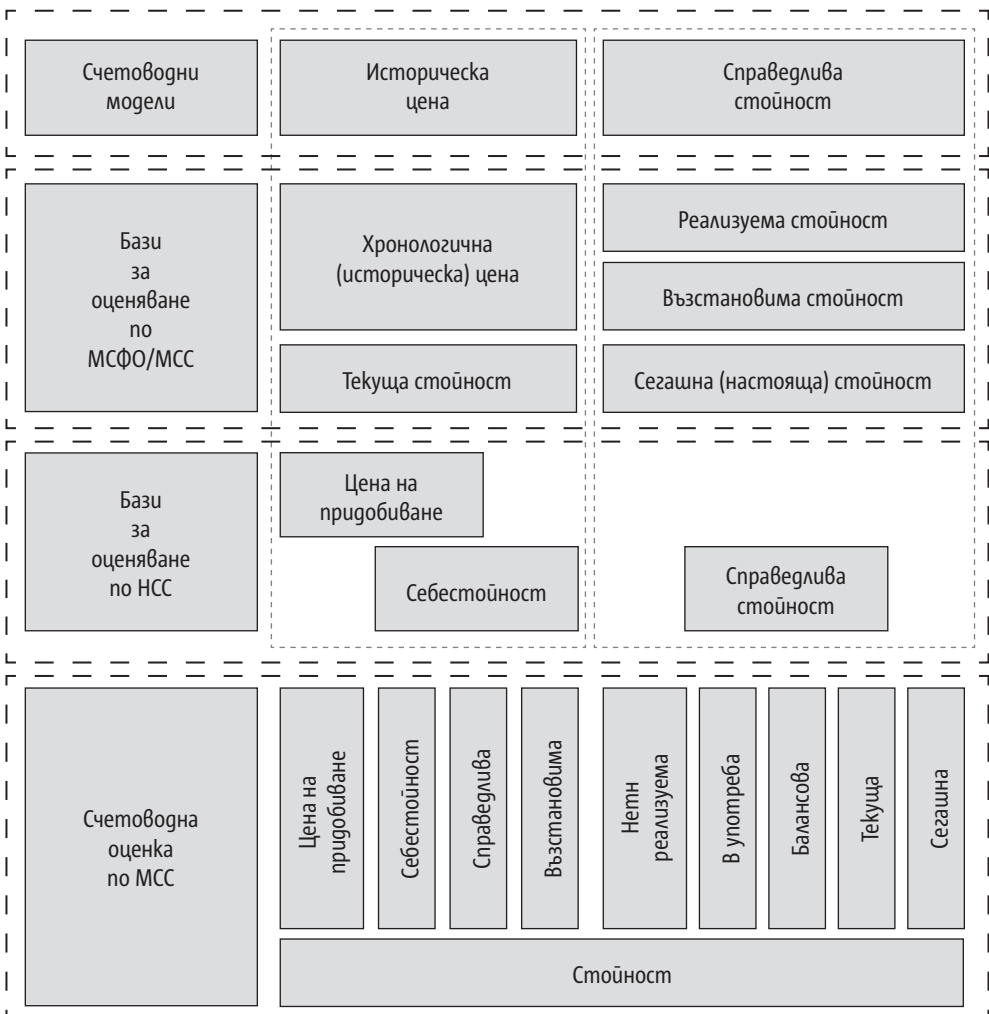 Счетоводни
модели
Историческа
цена
Справедлива
стойност
Бази
за
оценяване
по
МСФО/МСС
Хронологична
(историческа) цена
Текуща стойност
Реализуема стойност
Възстановима стойност
Сегашна (настояща) стойност
Бази
за
оценяване
по НСС
Цена на
придобиване
Себестойност
Справедлива
стойност
Счетоводна
оценка
по МСС
Цена на
придобиване
Себестойност
Справедлива
Възстановима
Нетн
реализуема
В употреба
Балансова
Текуща
Сегашна
Стойност